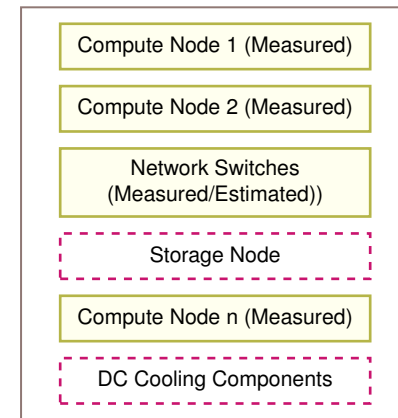 Compute Node 1 (Measured)
Compute Node 2 (Measured)
Network Switches
(Measured/Estimated))
Storage Node
Compute Node n (Measured)
DC Cooling Components